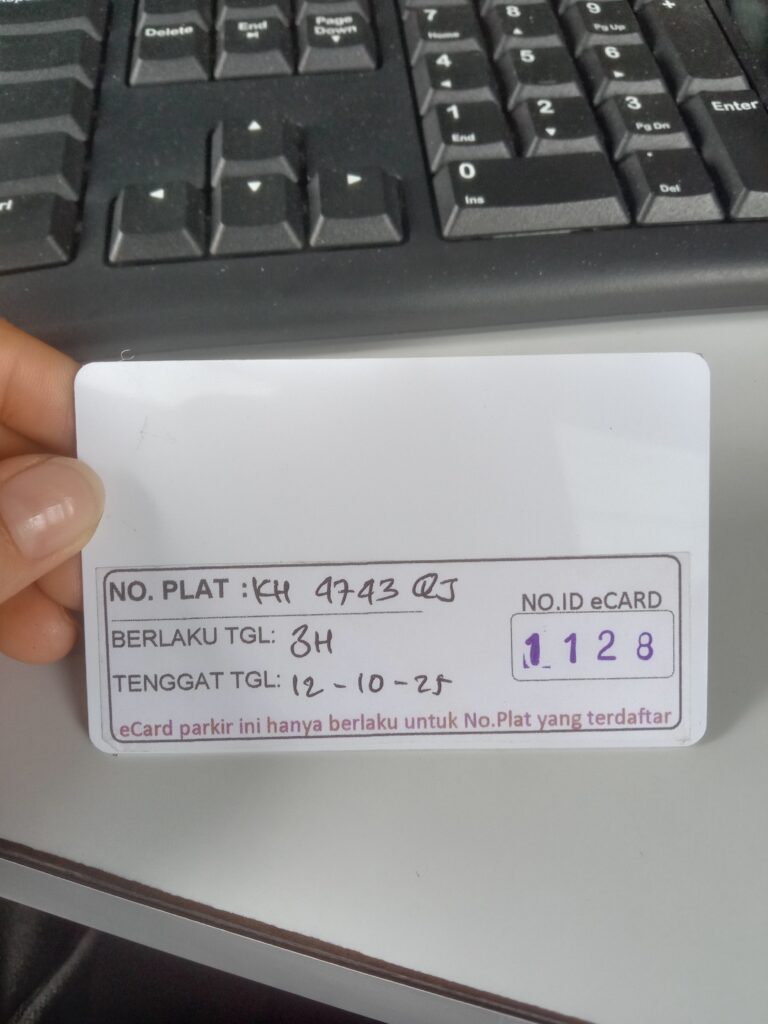 Delete
End
Page Down
7 Home
8
9 Pg Up
+
4
5
6
Enter
1 End
2
3 Pg Dn
0 Ins
. Del
NO. PLAT : KH 4743 QJ
BERLAKU TGL: 3H
TENGGAT TGL: 12-10-25
NO.ID eCARD
1128
eCard parkir ini hanya berlaku untuk No.Plat yang terdaftar